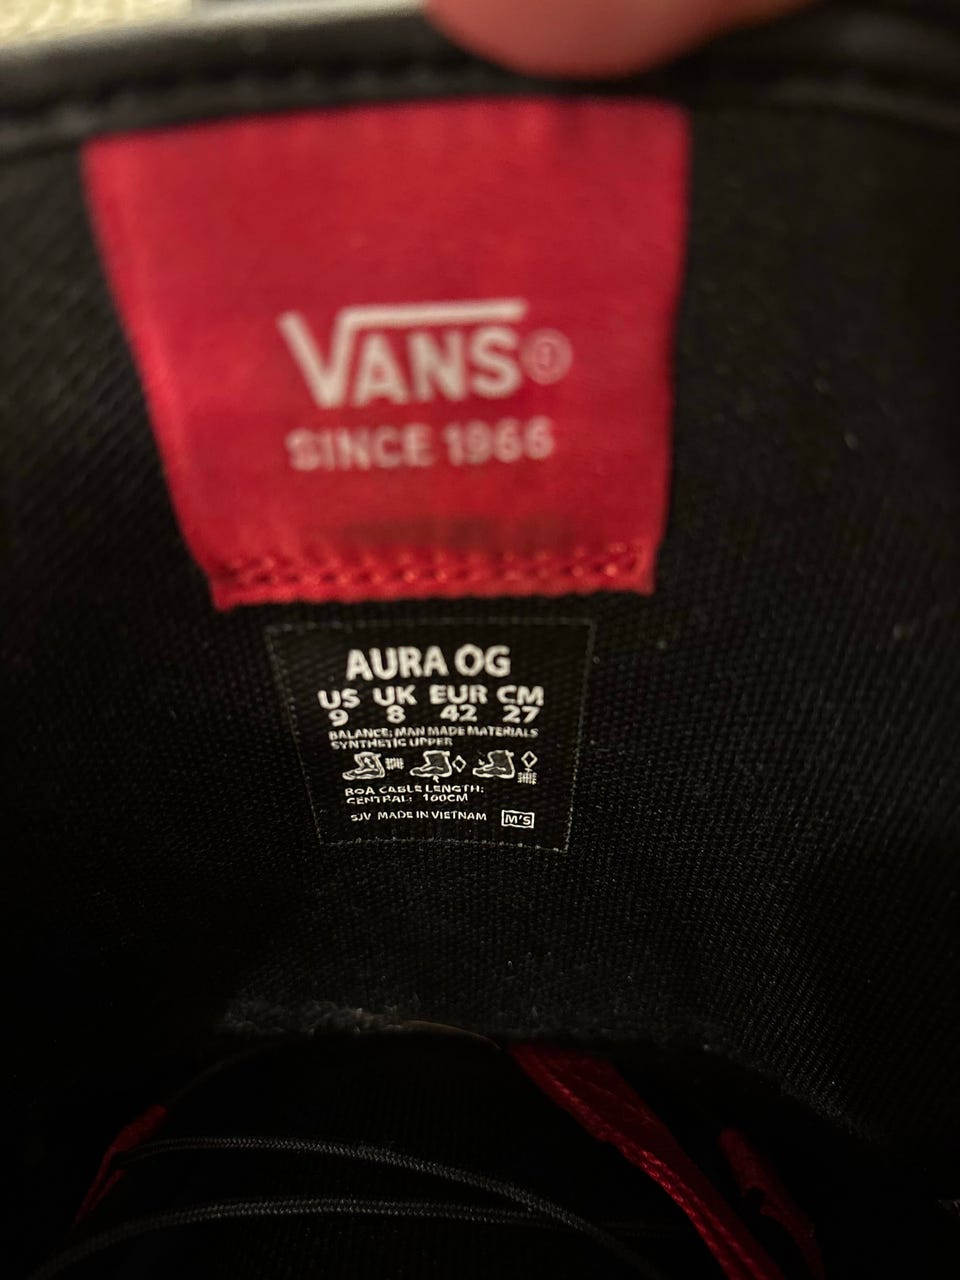 VANS®
SINCE 1966
AURA OG
US UK EUR CM
9 8 42 27
BALANCE: MAN MADE MATERIALS
SYNTHETIC UPPER
BOA CABLE LENGTH:
CENTRAL: 100CM
SJV MADE IN VIETNAM M'S